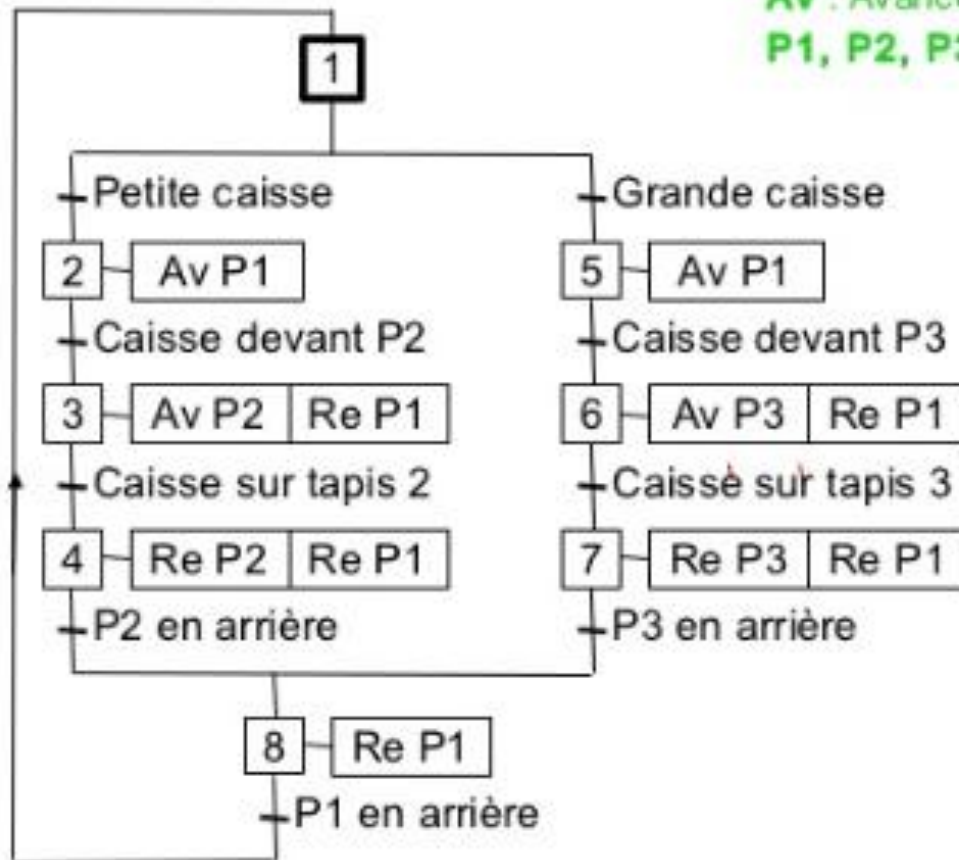 Av : Avance
P1, P2, P3
1
Petite caisse
Grande caisse
2 Av P1
5 Av P1
Caisse devant P2
Caisse devant P3
3 Av P2 Re P1
6 Av P3 Re P1
Caisse sur tapis 2
Caisse sur tapis 3
4 Re P2 Re P1
7 Re P3 Re P1
P2 en arrière
P3 en arrière
8 Re P1
P1 en arrière